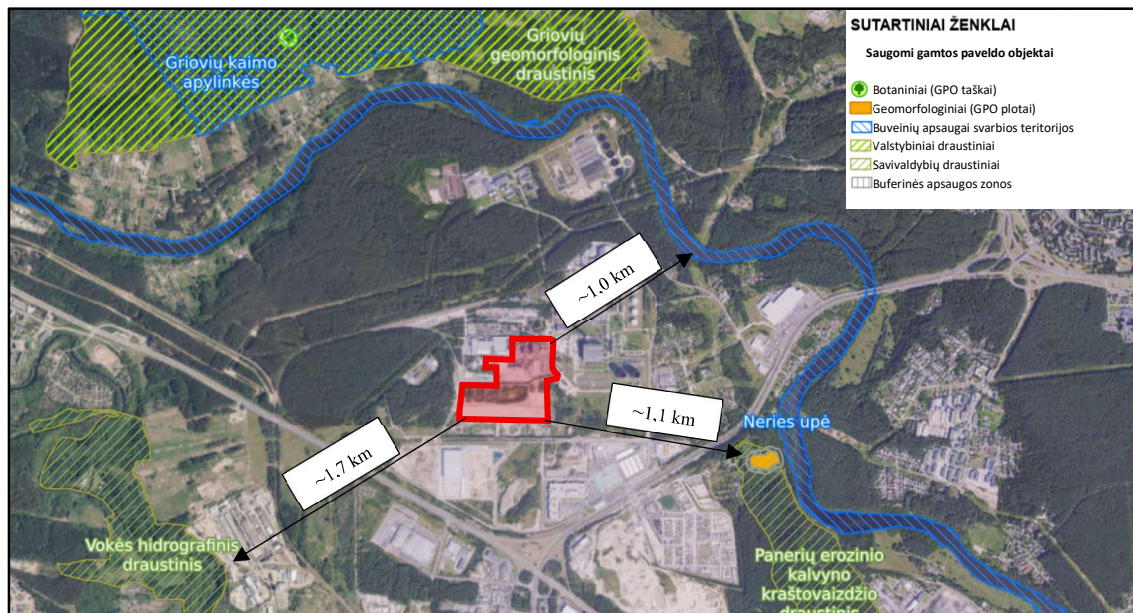 SUTARTINIAI ŽENKLAI
Saugomi gamtos paveldo objektai
Botaniniai (GPO taškai)
Geomorfologiniai (GPO plotai)
Buveinių apsaugai svarbios teritorijos
Valstybiniai draustiniai
Savivaldybių draustiniai
Buferinės apsaugos zonos
Griovių
geomorfologinis
draustinis
Griovių kaimo
apylinkės
~1,0 km
~1,1 km
Neries upė
~1,7 km
Vokės hidrografinis
draustinis
Panerių erozinio
kalvyno
kraštovaizdžio
draustinis